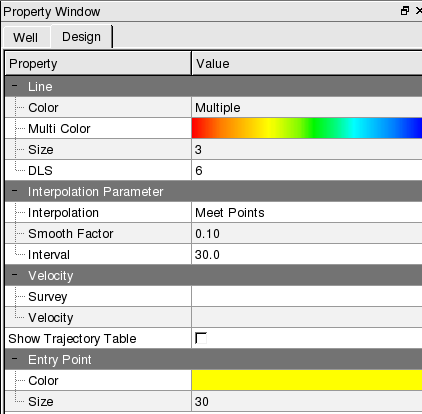 Property Window
Well Design
Property Value
Line
Color Multiple
Multi Color
Size 3
DLS 6
Interpolation Parameter
Interpolation Meet Points
Smooth Factor 0.10
Interval 30.0
Velocity
Survey
Velocity
Show Trajectory Table
Entry Point
Color
Size 30